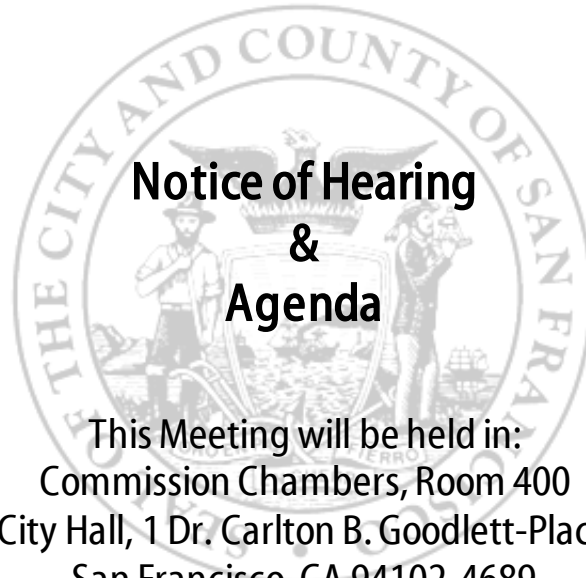 THE CITY AND COUNTY OF SAN
Notice of Hearing
&
Agenda
This Meeting will be held in:
Commission Chambers, Room 400
City Hall, 1 Dr. Carlton B. Goodlett-Plac
San Francisco, CA 94102-4689